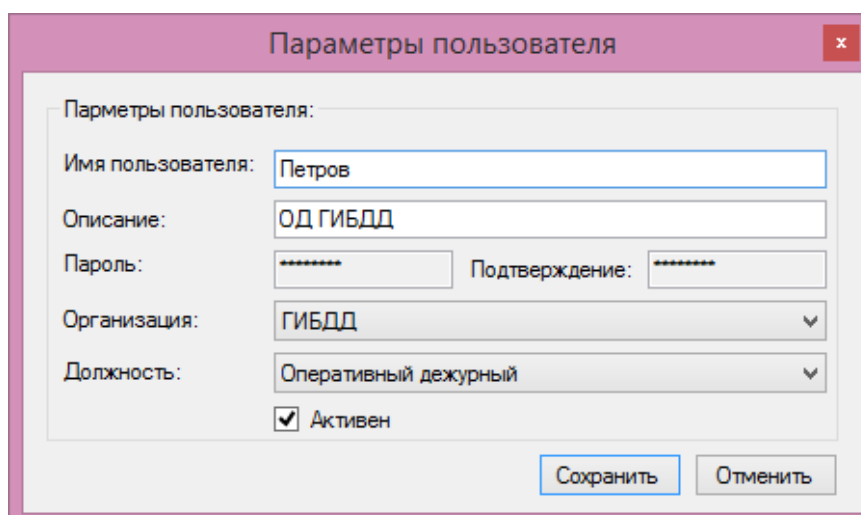 Параметры пользователя
x
Парметры пользователя:
Имя пользователя: Петров
Описание: ОД ГИБДД
Пароль: ******** Подтверждение: ********
Организация: ГИБДД
Должность: Оперативный дежурный
Активен
Сохранить Отменить